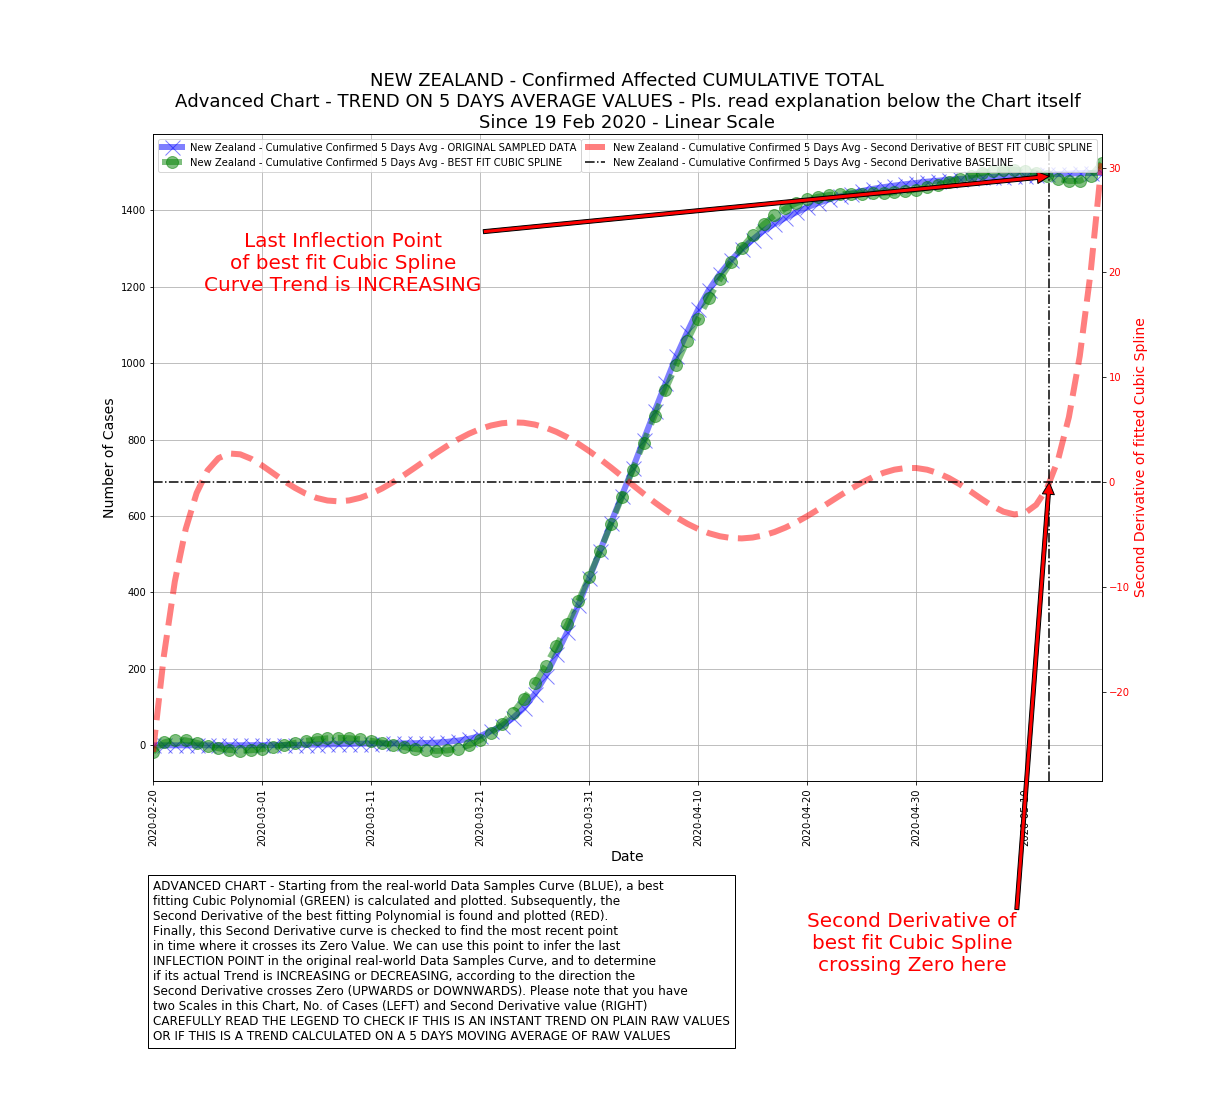 NEW ZEALAND - Confirmed Affected CUMULATIVE TOTAL
Advanced Chart - TREND ON 5 DAYS AVERAGE VALUES - Pls. read explanation below the Chart itself
Since 19 Feb 2020 - Linear Scale
New Zealand - Cumulative Confirmed 5 Days Avg - ORIGINAL SAMPLED DATA
New Zealand - Cumulative Confirmed 5 Days Avg - BEST FIT CUBIC SPLINE
New Zealand - Cumulative Confirmed 5 Days Avg - Second Derivative of BEST FIT CUBIC SPLINE
New Zealand - Cumulative Confirmed 5 Days Avg - Second Derivative BASELINE
Last Inflection Point
of best fit Cubic Spline
Curve Trend is INCREASING
Number of Cases
1400
1200
1000
800
600
400
200
0
30
20
10
0
−10
−20
Second Derivative of fitted Cubic Spline
2020-02-20
2020-03-01
2020-03-11
2020-03-21
2020-03-31
2020-04-10
2020-04-20
2020-04-30
2020-05-10
Date
ADVANCED CHART - Starting from the real-world Data Samples Curve (BLUE), a best
fitting Cubic Polynomial (GREEN) is calculated and plotted. Subsequently, the
Second Derivative of the best fitting Polynomial is found and plotted (RED).
Finally, this Second Derivative curve is checked to find the most recent point
in time where it crosses its Zero Value. We can use this point to infer the last
INFLECTION POINT in the original real-world Data Samples Curve, and to determine
if its actual Trend is INCREASING or DECREASING, according to the direction the
Second Derivative crosses Zero (UPWARDS or DOWNWARDS). Please note that you have
two Scales in this Chart, No. of Cases (LEFT) and Second Derivative value (RIGHT)
CAREFULLY READ THE LEGEND TO CHECK IF THIS IS AN INSTANT TREND ON PLAIN RAW VALUES
OR IF THIS IS A TREND CALCULATED ON A 5 DAYS MOVING AVERAGE OF RAW VALUES
Second Derivative of
best fit Cubic Spline
crossing Zero here